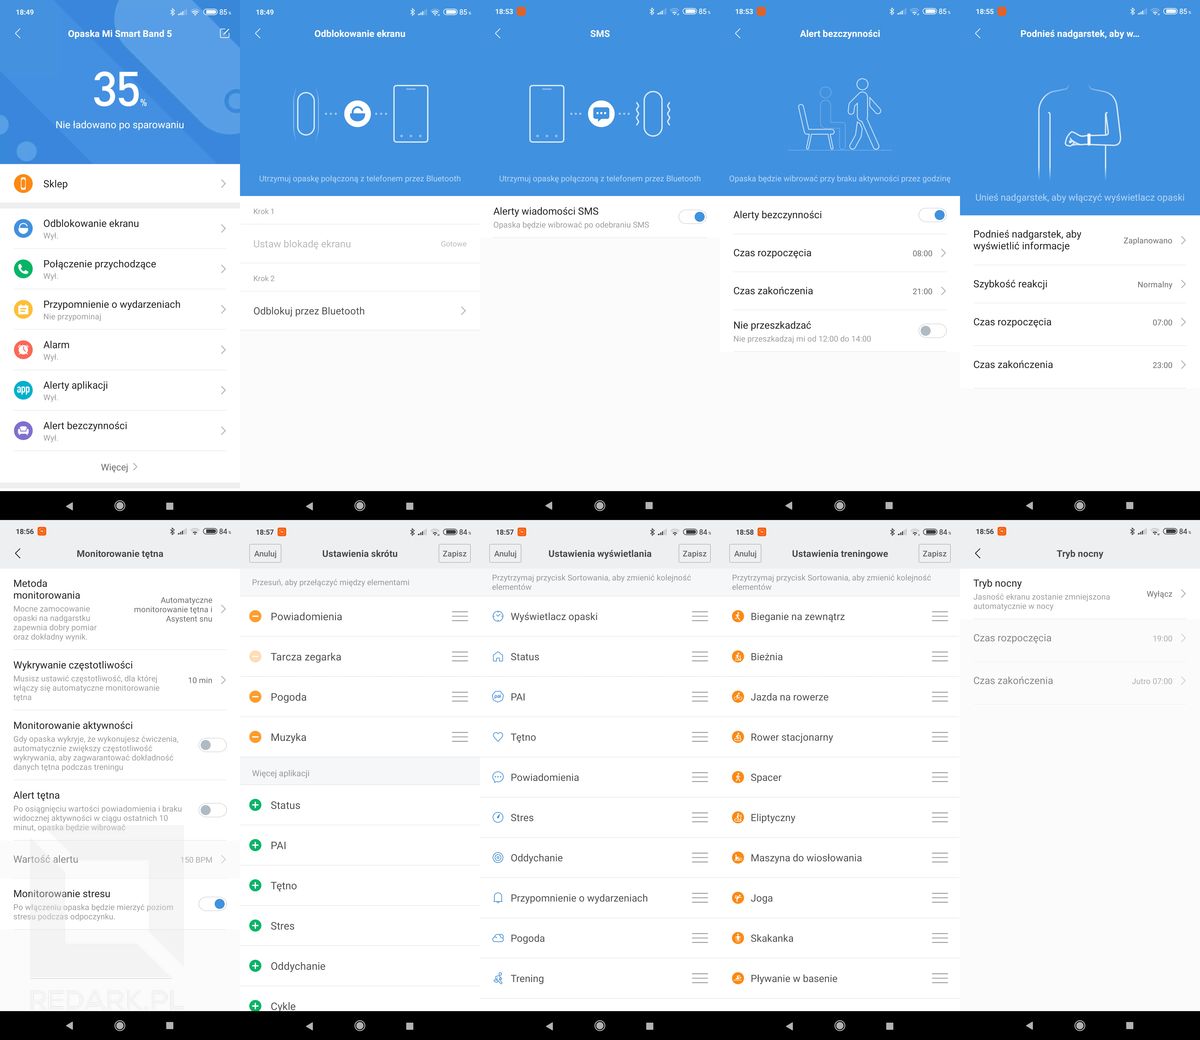 18:49
85%
Opaska Mi Smart Band 5
35%
Nie ładowano po sparowaniu
Sklep
Odblokowanie ekranu
Wył.
Połączenie przychodzące
Wył.
Przypomnienie o wydarzeniach
Nie przypominaj
Alarm
Wył.
app
Alerty aplikacji
Wył.
Alert bezczynności
Wył.
Więcej
18:49
85%
Odblokowanie ekranu
Utrzymuj opaskę połączoną z telefonem przez Bluetooth
Krok 1
Ustaw blokadę ekranu
Gotowe
Krok 2
Odblokuj przez Bluetooth
18:53
85%
SMS
Utrzymuj opaskę połączoną z telefonem przez Bluetooth
Alerty wiadomości SMS
Opaska będzie wibrować po odebraniu SMS
18:53
85%
Alert bezczynności
Opaska będzie wibrować przy braku aktywności przez godzinę
Alerty bezczynności
Czas rozpoczęcia
08:00
Czas zakończenia
21:00
Nie przeszkadzać
Nie przeszkadzaj mi od 12:00 do 14:00
18:55
85%
Podnieś nadgarstek, aby w...
Unieś nadgarstek, aby włączyć wyświetlacz opaski
Podnieś nadgarstek, aby
wyświetlić informacje
Zaplanowano
Szybkość reakcji
Normalny
Czas rozpoczęcia
07:00
Czas zakończenia
23:00
18:56
84%
Monitorowanie tętna
Metoda
monitorowania
Mocne zamocowanie
opaski na nadgarstku
zapewnia dobry pomiar
oraz dokładny wynik.
Automatyczne
monitorowanie tętna i
Asystent snu
Wykrywanie częstotliwości
Musisz ustawić częstotliwość, dla której
włączy się automatyczne monitorowanie
tętna
10 min
Monitorowanie aktywności
Gdy opaska wykryje, że wykonujesz ćwiczenia,
automatycznie zwiększy częstotliwość
wykrywania, aby zagwarantować dokładność
danych tętna podczas treningu
Alert tętna
Po osiągnięciu wartości powiadomienia i braku
widocznej aktywności w ciągu ostatnich 10
minut, opaska będzie wibrować
Wartość alertu
150 BPM
Monitorowanie stresu
Po włączeniu opaska będzie mierzyć poziom
stresu podczas odpoczynku.
REDARK.PL
18:57
84%
Anuluj
Ustawienia skrótu
Zapisz
Przesuń, aby przełączyć między elementami
Powiadomienia
Tarcza zegarka
Pogoda
Muzyka
Więcej aplikacji
Status
PAI
Tętno
Stres
Oddychanie
Cykle
18:57
84%
Anuluj
Ustawienia wyświetlania
Zapisz
Przytrzymaj przycisk Sortowania, aby zmienić kolejność
elementów
Wyświetlacz opaski
Status
PAI
Tętno
Powiadomienia
Stres
Oddychanie
Przypomnienie o wydarzeniach
Pogoda
Trening
18:58
84%
Anuluj
Ustawienia treningowe
Zapisz
Przytrzymaj przycisk Sortowania, aby zmienić kolejność
elementów
Bieganie na zewnątrz
Bieżnia
Jazda na rowerze
Rower stacjonarny
Spacer
Eliptyczny
Maszyna do wiosłowania
Joga
Skakanka
Pływanie w basenie
18:56
84%
Tryb nocny
Tryb nocny
Jasność ekranu zostanie zmniejszona
automatycznie w nocy
Wyłącz
Czas rozpoczęcia
19:00
Czas zakończenia
Jutro 07:00